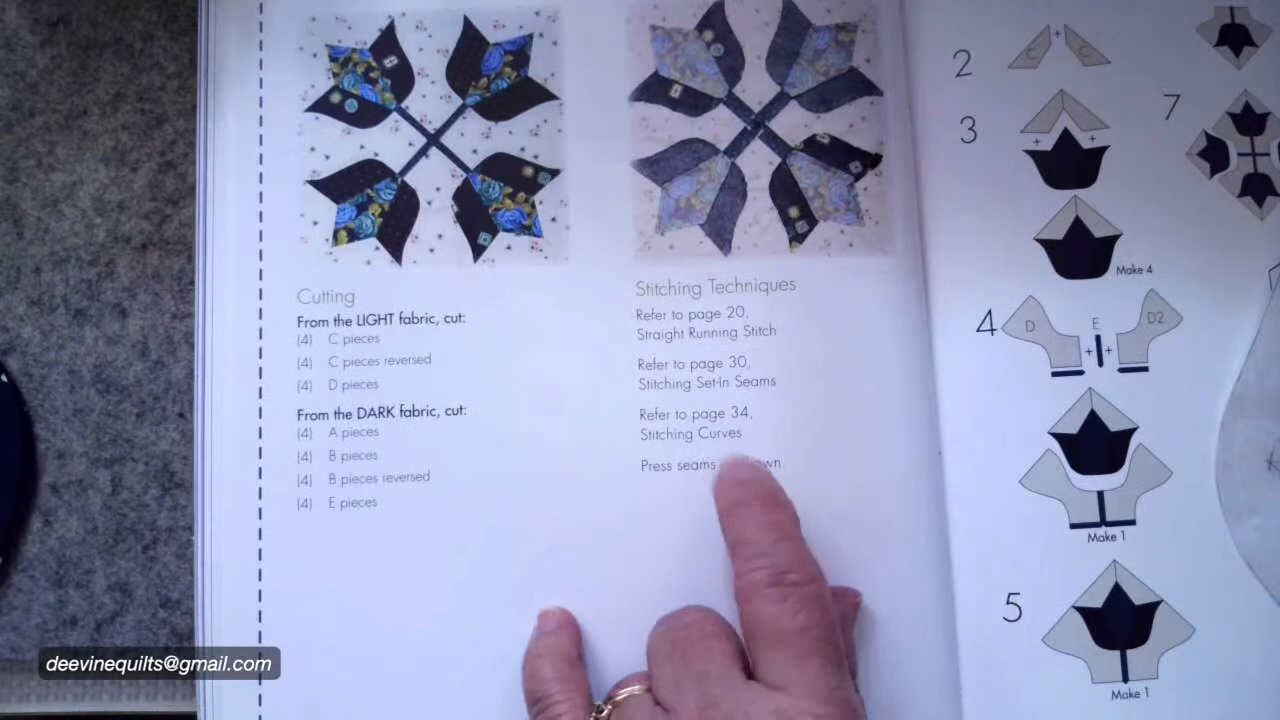 Cutting
From the LIGHT fabric, cut:
(4) C pieces
(4) C pieces reversed
(4) D pieces
From the DARK fabric, cut:
(4) A pieces
(4) B pieces
(4) B pieces reversed
(4) E pieces
Stitching Techniques
Refer to page 20,
Straight Running Stitch
Refer to page 30,
Stitching Set-In Seams
Refer to page 34,
Stitching Curves
Press seams
2
C + C
3
+ +
Make 4
4
D + E + D2
Make 1
5
Make 1
7
deevinequilts@gmail.com